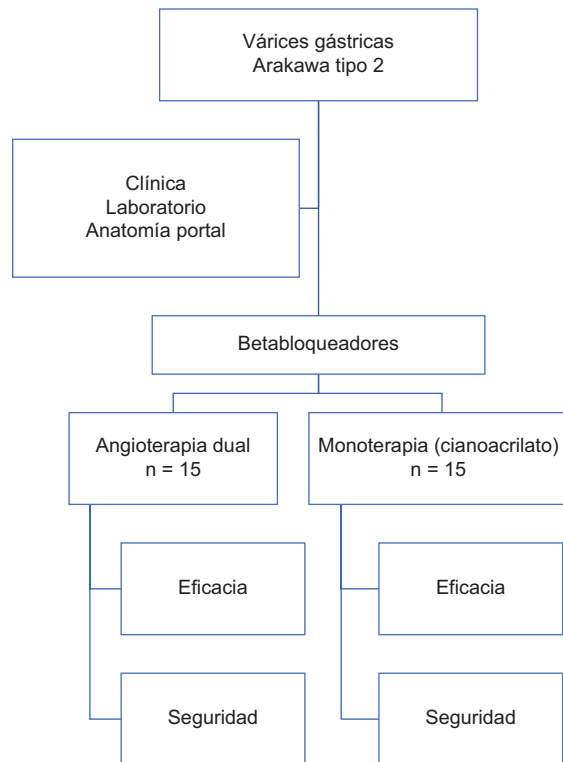 Várices gástricas
Arakawa tipo 2
Clínica
Laboratorio
Anatomía portal
Betabloqueadores
Angioterapia dual
n = 15
Monoterapia (cianoacrilato)
n = 15
Eficacia
Eficacia
Seguridad
Seguridad